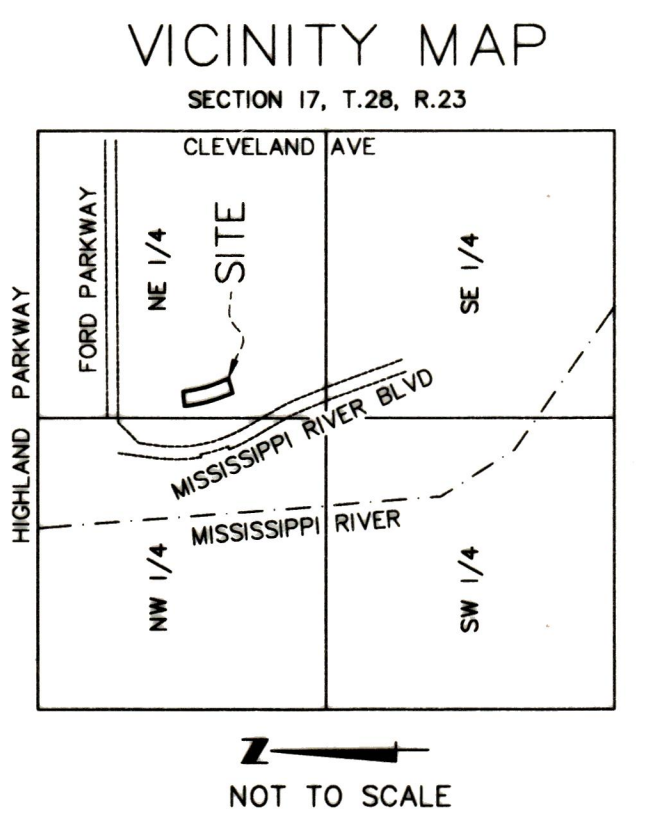 VICINITY MAP
SECTION 17, T.28, R.23
CLEVELAND AVE
HIGHLAND PARKWAY
FORD PARKWAY
NE 1/4
SITE
SE 1/4
MISSISSIPPI RIVER BLVD
MISSISSIPPI RIVER
NW 1/4
SW 1/4
Z
NOT TO SCALE